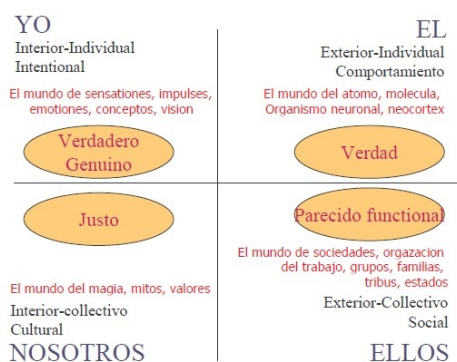 YO
Interior-Individual
Intentional
El mundo de sensationes, impulses,
emotiones, conceptos, vision
Verdadero
Genuino
EL
Exterior-Individual
Comportamiento
El mundo del atomo, molecula,
Organismo neuronal, neocortex
Verdad
Justo
El mundo del magia, mitos, valores
Interior-collectivo
Cultural
NOSOTROS
Parecido functional
El mundo de sociedades, orgazacion
del trabajo, grupos, familias,
tribus, estados
Exterior-Collectivo
Social
ELLOS